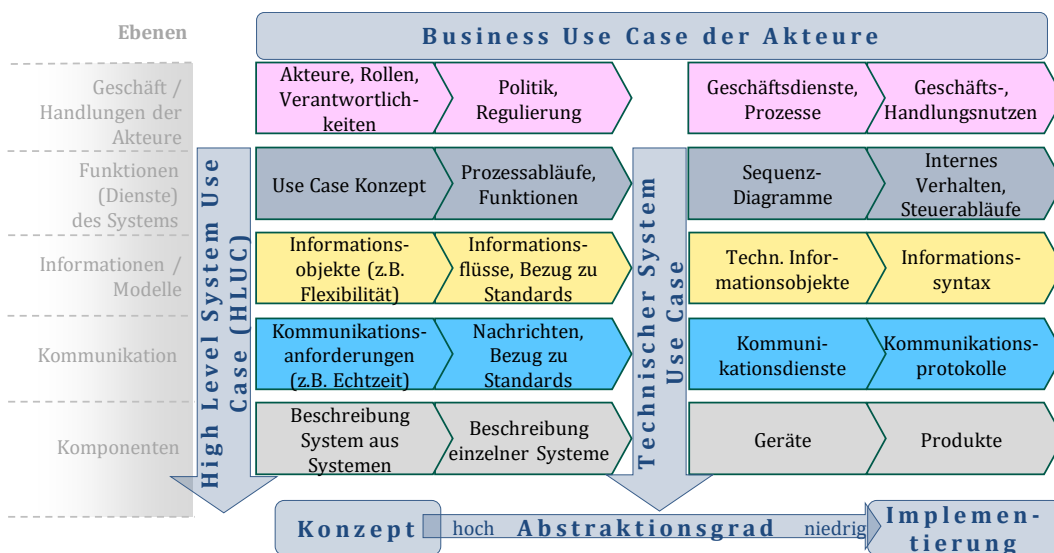 Ebenen
Business Use Case der Akteure
Geschäft /
Handlungen der
Akteure
Akteure, Rollen,
Verantwortlich-
keiten
Politik,
Regulierung
Geschäftsdienste,
Prozesse
Geschäfts-,
Handlungsnutzen
High Level System Use
Case (HLUC)
Technischer System
Use Case
Funktionen
(Dienste)
des Systems
Use Case Konzept
Prozessabläufe,
Funktionen
Sequenz-
Diagramme
Internes
Verhalten,
Steuerabläufe
Informationen /
Modelle
Informations-
objekte (z.B.
Flexibilität)
Informations-
flüsse, Bezug zu
Standards
Techn. Infor-
mationsobjekte
Informations-
syntax
Kommunikation
Kommunikations-
anforderungen
(z.B. Echtzeit)
Nachrichten,
Bezug zu
Standards
Kommuni-
kationsdienste
Kommunikations-
protokolle
Komponenten
Beschreibung
System aus
Systemen
Beschreibung
einzelner Systeme
Geräte
Produkte
Konzept
hoch Abstraktionsgrad niedrig
Implemen-
tierung